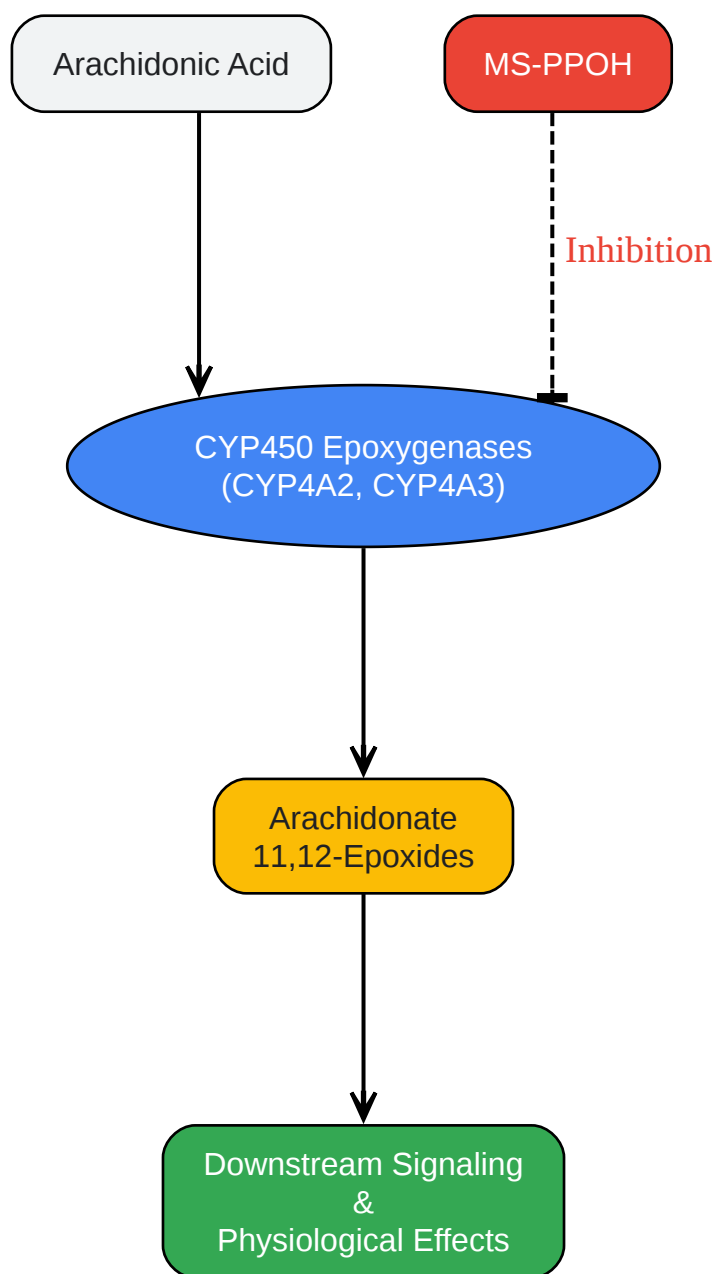 Arachidonic Acid
MS-PPOH
Inhibition
CYP450 Epoxygenases
(CYP4A2, CYP4A3)
Arachidonate
11,12-Epoxides
Downstream Signaling
&
Physiological Effects